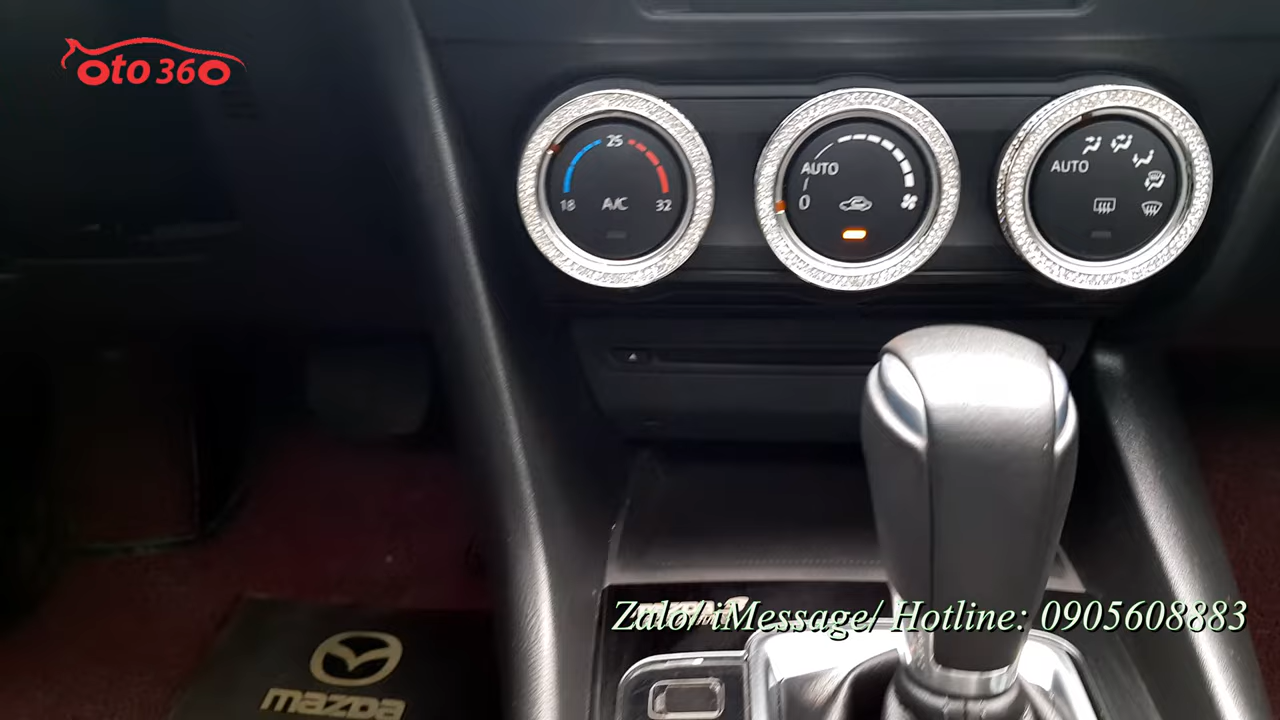 oto360
25
18 A/C 32
AUTO
0
AUTO
Zalo/ iMessage/ Hotline: 0905608883
mazda